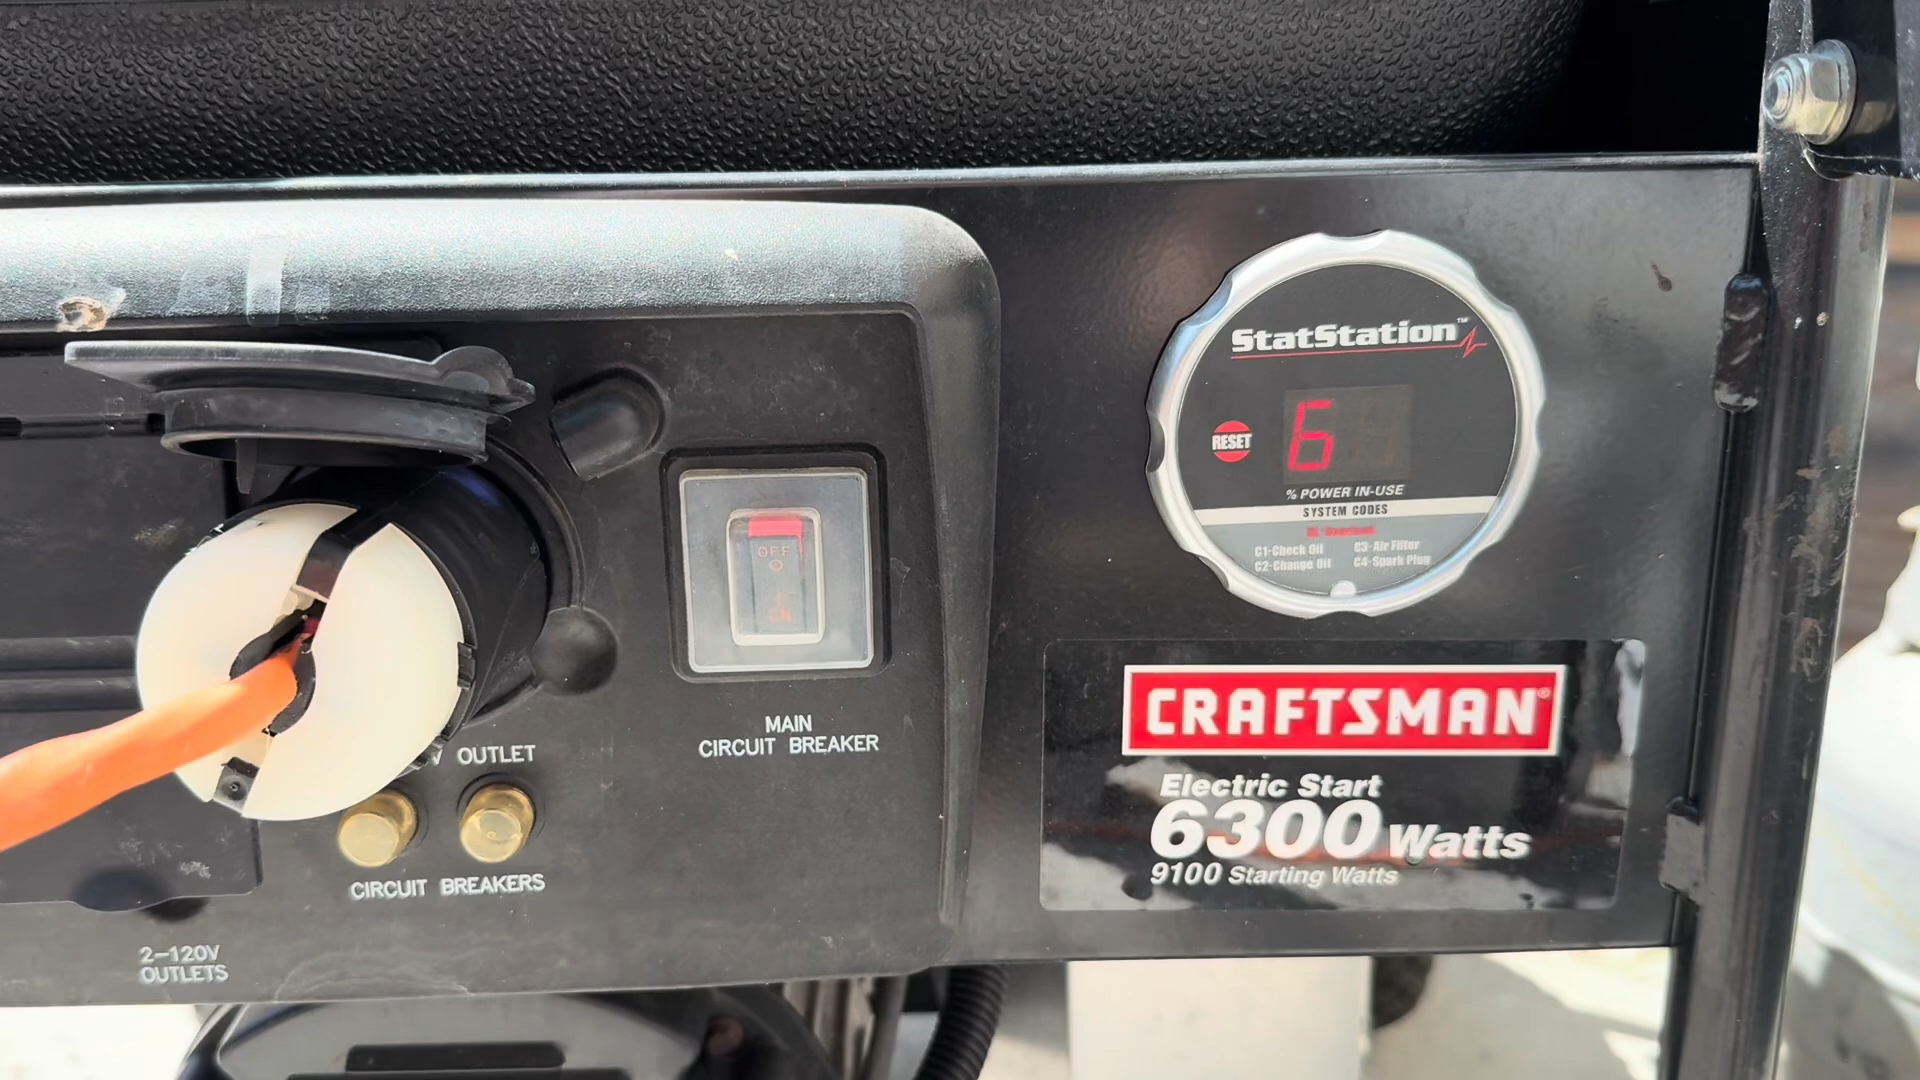 StatStation™
6
RESET
% POWER IN-USE
SYSTEM CODES
C1-Check Oil C3-Air Filter
C2-Change Oil C4-Spark Plug
OFF
ON
MAIN
CIRCUIT BREAKER
V OUTLET
CIRCUIT BREAKERS
2-120V
OUTLETS
CRAFTSMAN®
Electric Start
6300 Watts
9100 Starting Watts